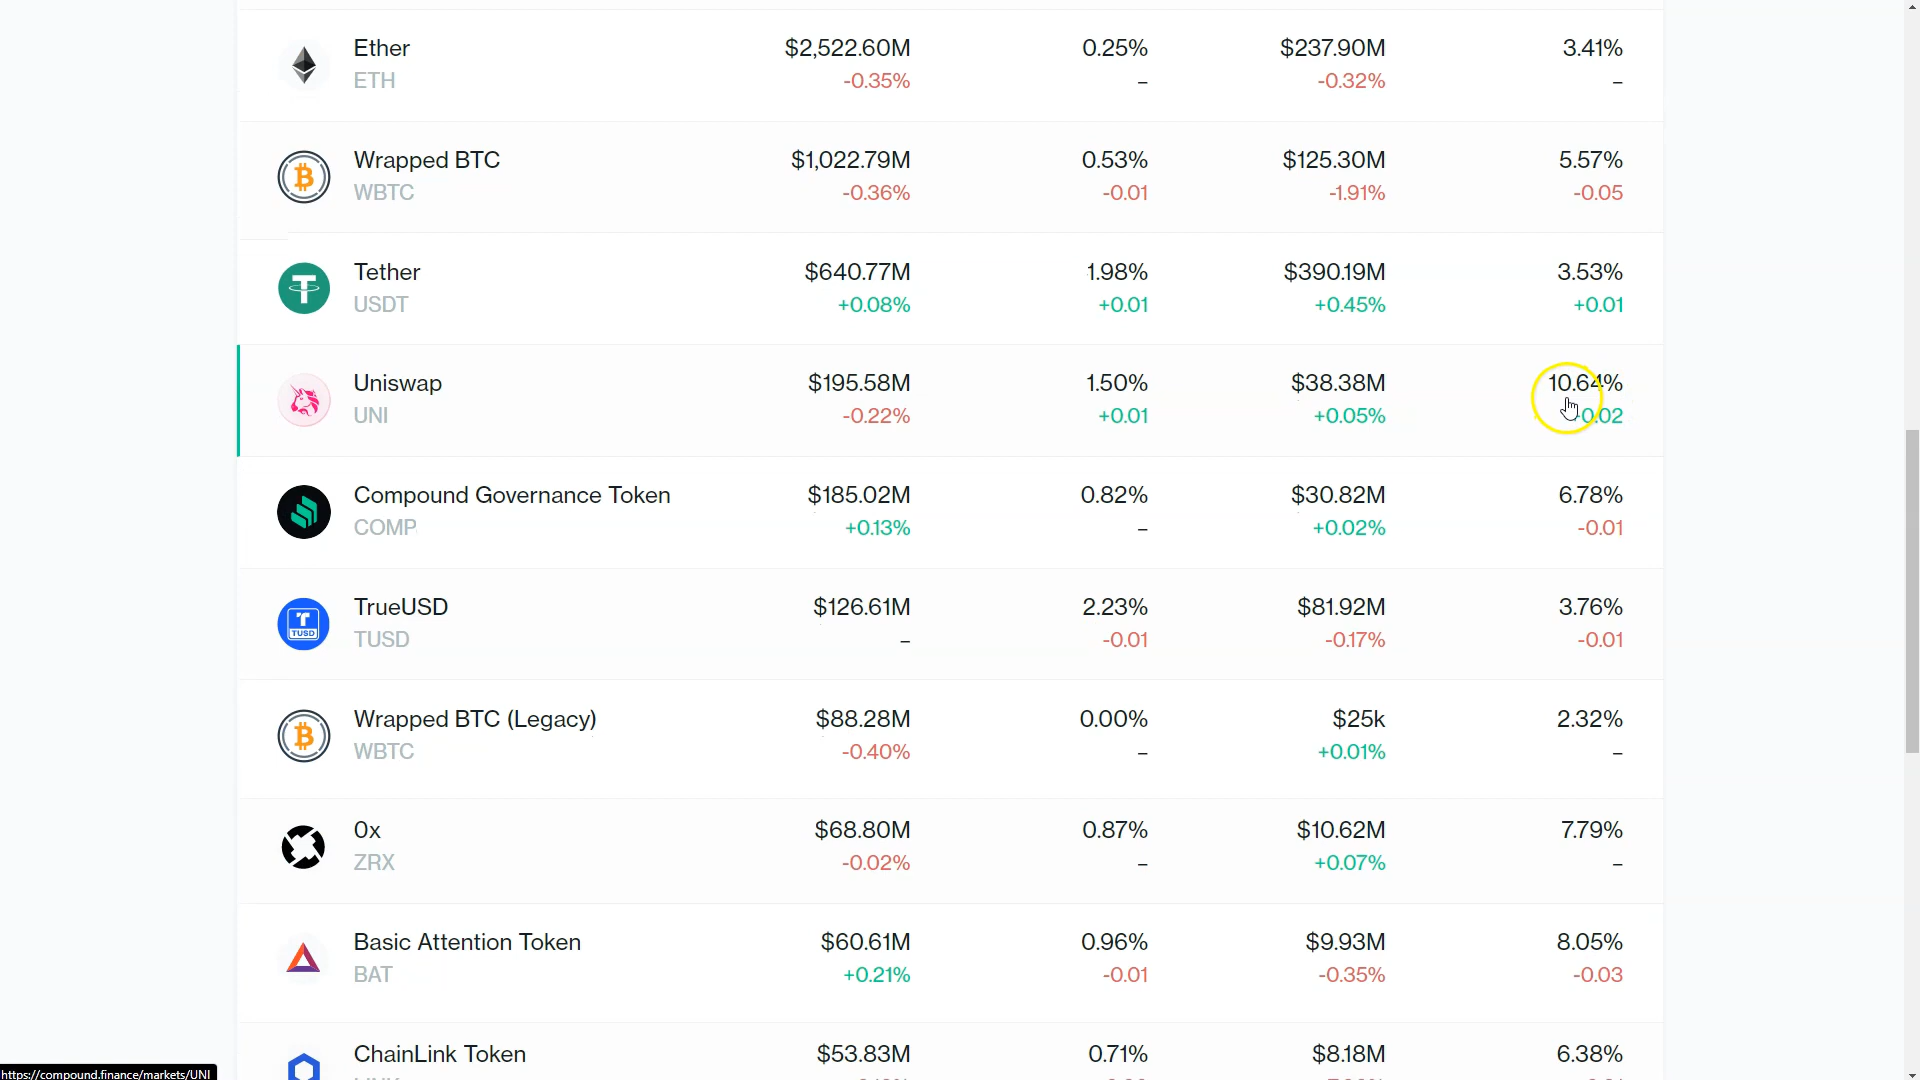 Ether $2,522.60M 0.25% $237.90M 3.41%
ETH -0.35% – -0.32% –
Wrapped BTC $1,022.79M 0.53% $125.30M 5.57%
WBTC -0.36% -0.01 -1.91% -0.05
Tether $640.77M 1.98% $390.19M 3.53%
USDT +0.08% +0.01 +0.45% +0.01
Uniswap $195.58M 1.50% $38.38M 10.64%
UNI -0.22% +0.01 +0.05% +0.02
Compound Governance Token $185.02M 0.82% $30.82M 6.78%
COMP +0.13% – +0.02% -0.01
TrueUSD $126.61M 2.23% $81.92M 3.76%
TUSD TUSD – -0.01 -0.17% -0.01
Wrapped BTC (Legacy) $88.28M 0.00% $25k 2.32%
WBTC -0.40% – +0.01% –
0x $68.80M 0.87% $10.62M 7.79%
ZRX -0.02% – +0.07% –
Basic Attention Token $60.61M 0.96% $9.93M 8.05%
BAT +0.21% -0.01 -0.35% -0.03
ChainLink Token $53.83M 0.71% $8.18M 6.38%
https://compound.finance/markets/UNI